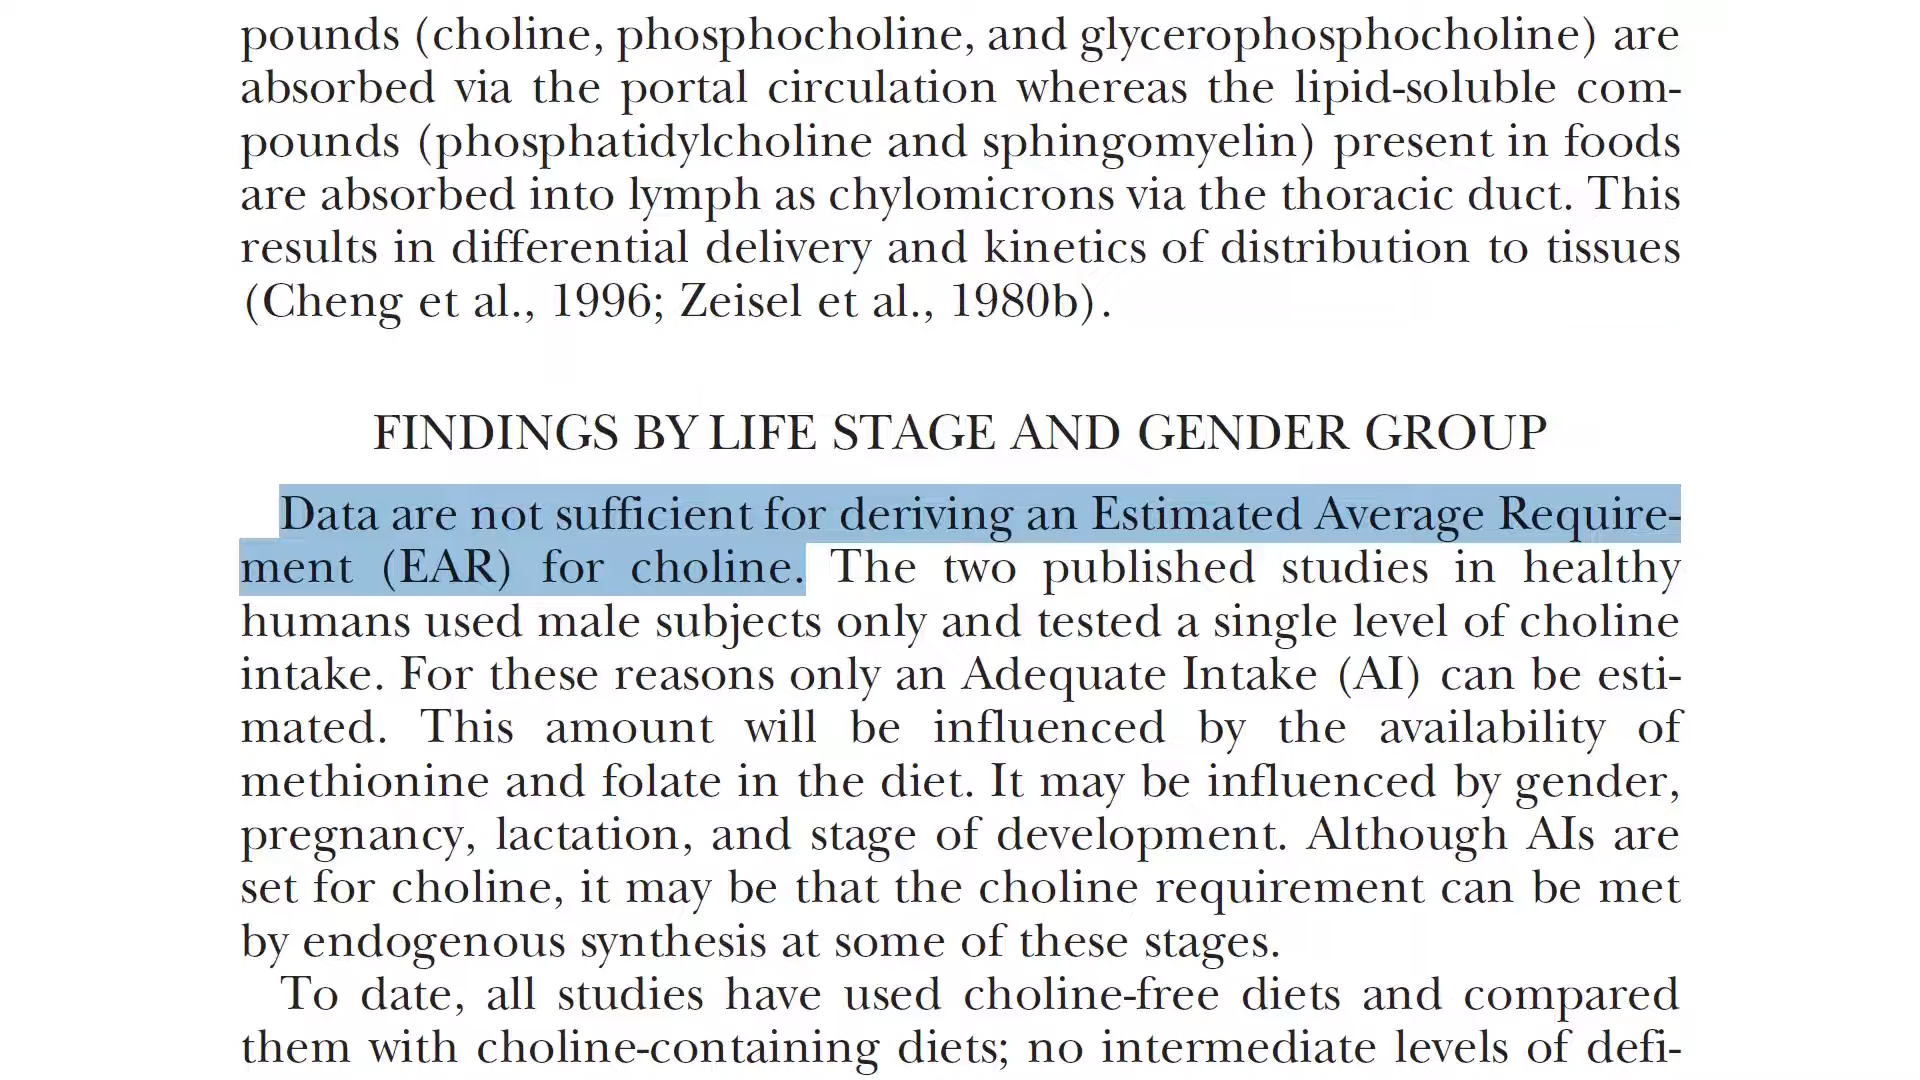 pounds (choline, phosphocholine, and glycerophosphocholine) are
absorbed via the portal circulation whereas the lipid-soluble com-
pounds (phosphatidylcholine and sphingomyelin) present in foods
are absorbed into lymph as chylomicrons via the thoracic duct. This
results in differential delivery and kinetics of distribution to tissues
(Cheng et al., 1996; Zeisel et al., 1980b).
FINDINGS BY LIFE STAGE AND GENDER GROUP
Data are not sufficient for deriving an Estimated Average Require-
ment (EAR) for choline. The two published studies in healthy
humans used male subjects only and tested a single level of choline
intake. For these reasons only an Adequate Intake (AI) can be esti-
mated. This amount will be influenced by the availability of
methionine and folate in the diet. It may be influenced by gender,
pregnancy, lactation, and stage of development. Although AIs are
set for choline, it may be that the choline requirement can be met
by endogenous synthesis at some of these stages.
To date, all studies have used choline-free diets and compared
them with choline-containing diets; no intermediate levels of defi-